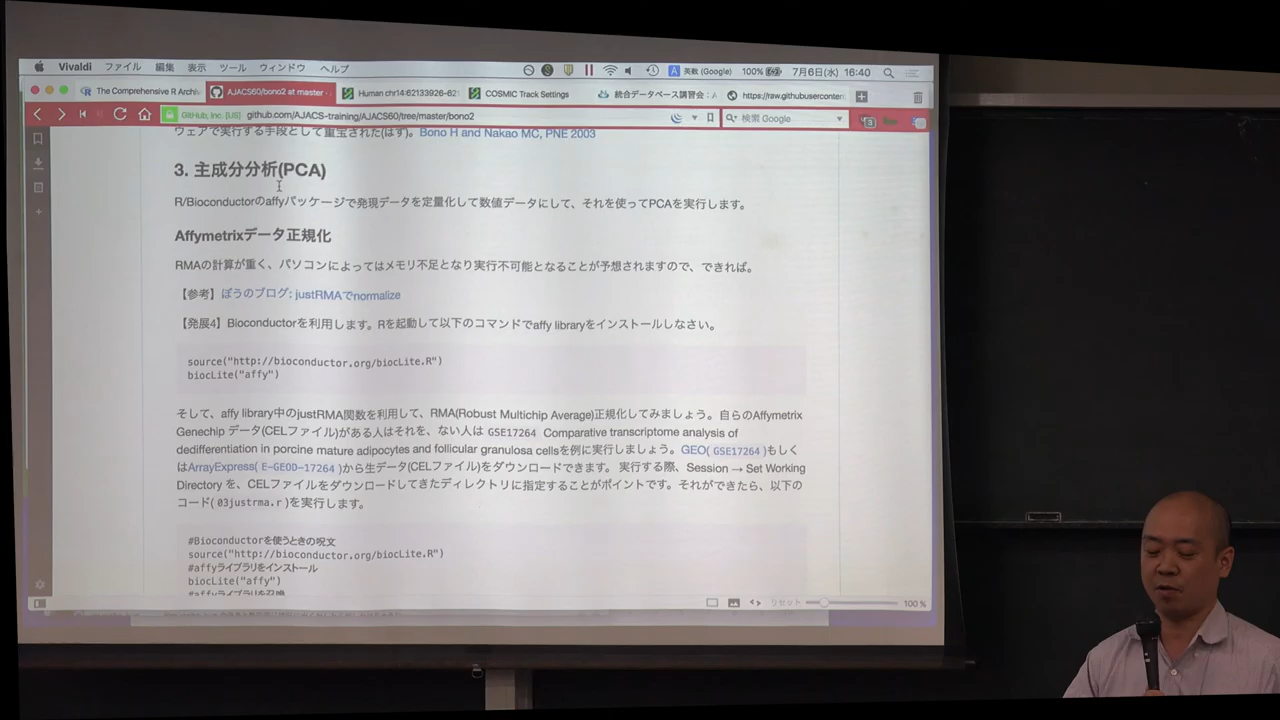 Vivaldi ファイル 編集 表示 ツール ウィンドウ ヘルプ 英数 (Google) 100% 7月6日(水) 16:40
The Comprehensive R Archiv AJACS60/bono2 at master · Human chr14:62133926-62 COSMIC Track Settings 統合データベース講習会：A https://raw.githubusercontent
GitHub, Inc. [US] github.com/AJACS-training/AJACS60/tree/master/bono2 検索 Google
ウェアで実行する手段として重宝された(はず)。Bono H and Nakao MC, PNE 2003
3. 主成分分析(PCA)
R/Bioconductorのaffyパッケージで発現データを定量化して数値データにして、それを使ってPCAを実行します。
Affymetrixデータ正規化
RMAの計算が重く、パソコンによってはメモリ不足となり実行不可能となることが予想されますので、できれば。
【参考】ぼうのブログ: justRMAでnormalize
【発展4】Bioconductorを利用します。Rを起動して以下のコマンドでaffy libraryをインストールしなさい。
source("http://bioconductor.org/biocLite.R")
biocLite("affy")
そして、affy library中のjustRMA関数を利用して、RMA(Robust Multichip Average)正規化してみましょう。自らのAffymetrix
Genechip データ(CELファイル)がある人はそれを、ない人は GSE17264 Comparative transcriptome analysis of
dedifferentiation in porcine mature adipocytes and follicular granulosa cellsを例に実行しましょう。GEO( GSE17264 )もしく
はArrayExpress( E-GEOD-17264 )から生データ(CELファイル)をダウンロードできます。 実行する際、Session → Set Working
Directory を、CELファイルをダウンロードしてきたディレクトリに指定することがポイントです。それができたら、以下の
コード( 03justrma.r )を実行します。
#Bioconductorを使うときの呪文
source("http://bioconductor.org/biocLite.R")
#affyライブラリをインストール
biocLite("affy")
#affyライブラリを召喚
リセット 100 %